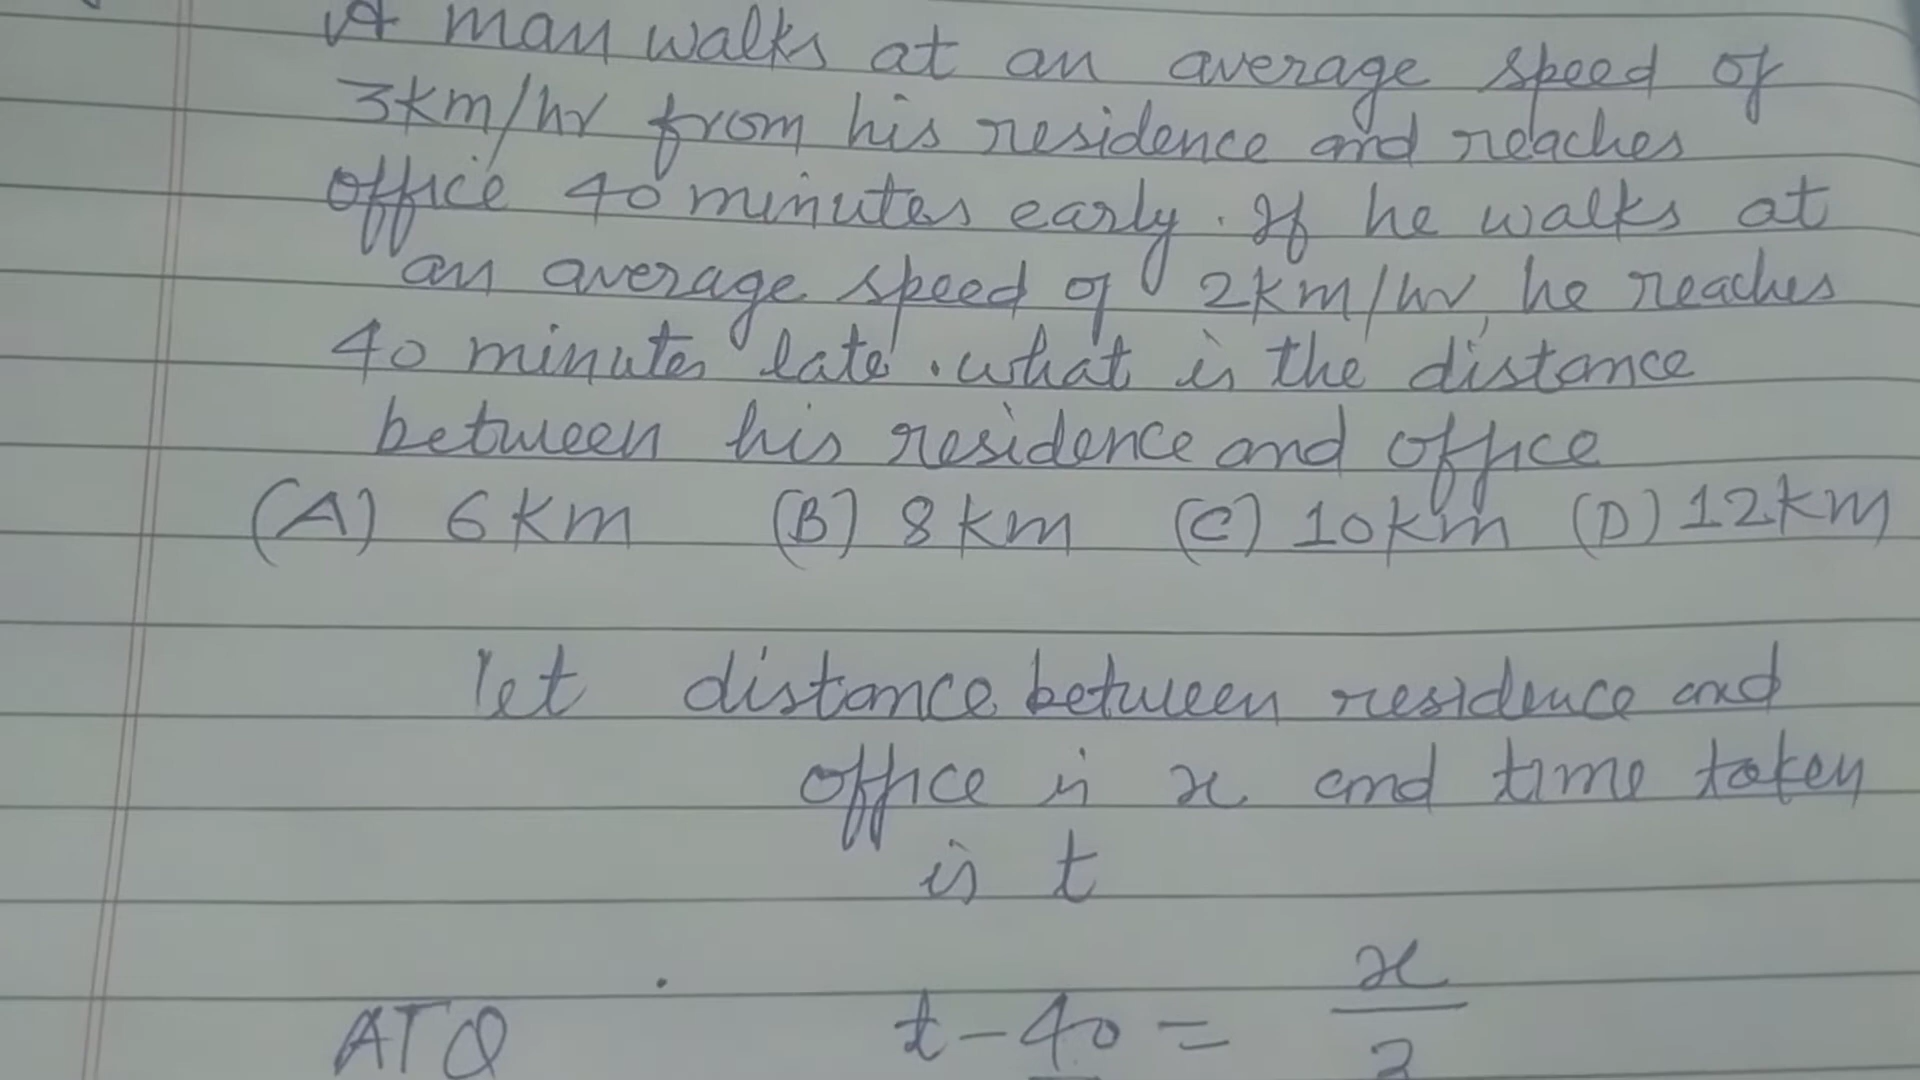 A man walks at an average speed of
3km/hr from his residence and reaches
office 40 minutes early. If he walks at
an average speed of 2km/hr he reaches
40 minutes late. what is the distance
between his residence and office
(A) 6km (B) 8km (C) 10km (D) 12km
let distance between residence and
office is x and time taken
is t
ATQ t - 40 = x
3